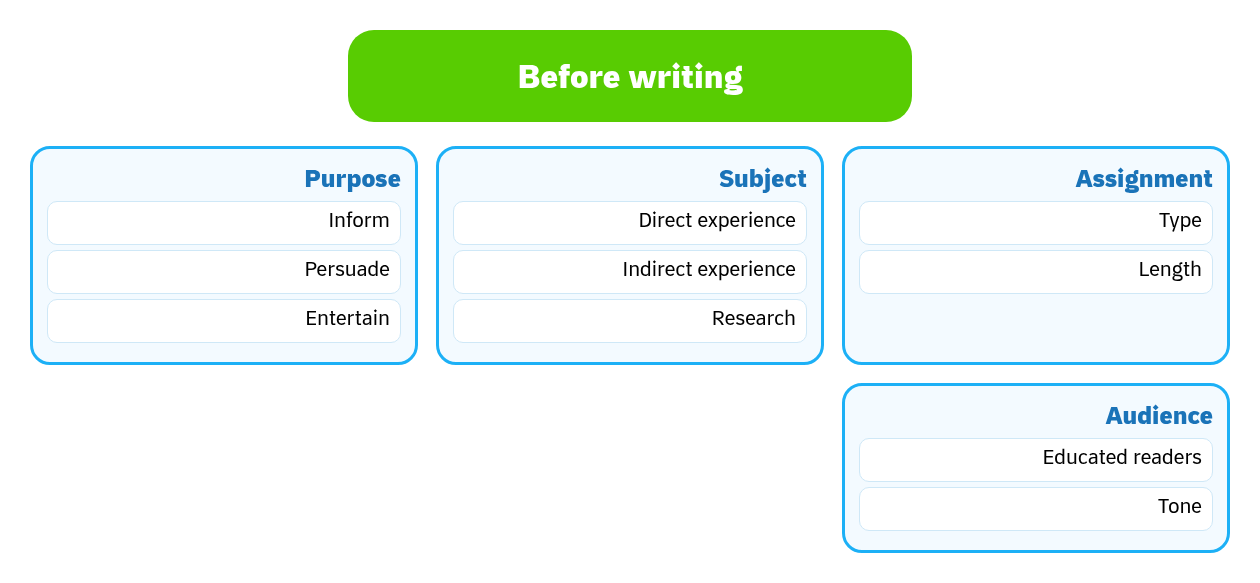 Before writing
Purpose
Inform
Persuade
Entertain
Subject
Direct experience
Indirect experience
Research
Assignment
Type
Length
Audience
Educated readers
Tone